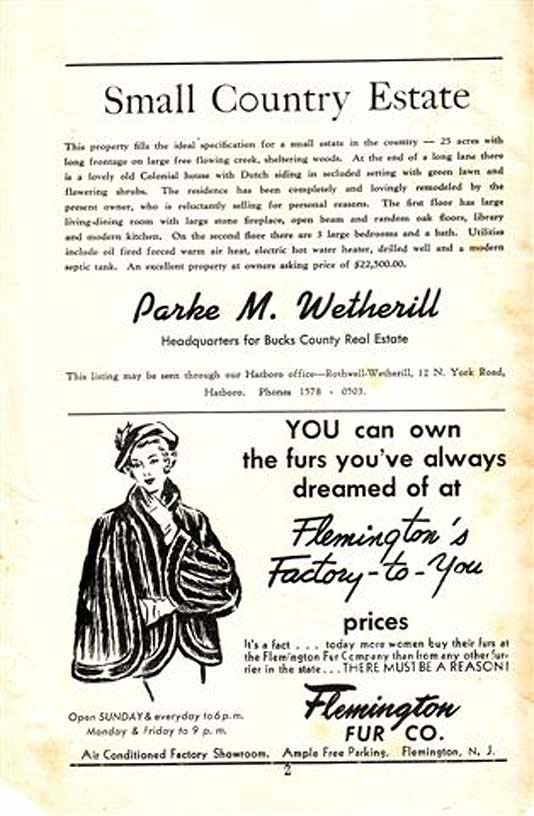 Small Country Estate
This property fills the ideal specification for a small estate in the country — 25 acres with
long frontage on large free flowing creek, sheltering woods. At the end of a long lane there
is a lovely old Colonial house with Dutch siding in secluded setting with green lawn and
flowering shrubs. The residence has been completely and lovingly remodeled by the
present owner, who is reluctantly selling for personal reasons. The first floor has large
living-dining room with large stone fireplace, open beam and random oak floors, library
and modern kitchen. On the second floor there are 3 large bedrooms and a bath. Utilities
include oil fired forced warm air heat, electric hot water heater, drilled well and a modern
septic tank. An excellent property at owners asking price of $22,500.00.
Parke M. Wetherill
Headquarters for Bucks County Real Estate
This listing may be seen through our Hatboro office—Rothwell-Wetherill, 12 N. York Road,
Hatboro. Phones 1578 - 0503.
YOU can own
the furs you've always
dreamed of at
Flemington's
Factory-to-You
prices
It's a fact . . . today more women buy their furs at
the Flemington Fur Company than from any other fur-
rier in the state . . . THERE MUST BE A REASON!
Open SUNDAY & everyday to 6 p.m.
Monday & Friday to 9 p.m.
Flemington
FUR CO.
Air Conditioned Factory Showroom. Ample Free Parking. Flemington, N. J.
2